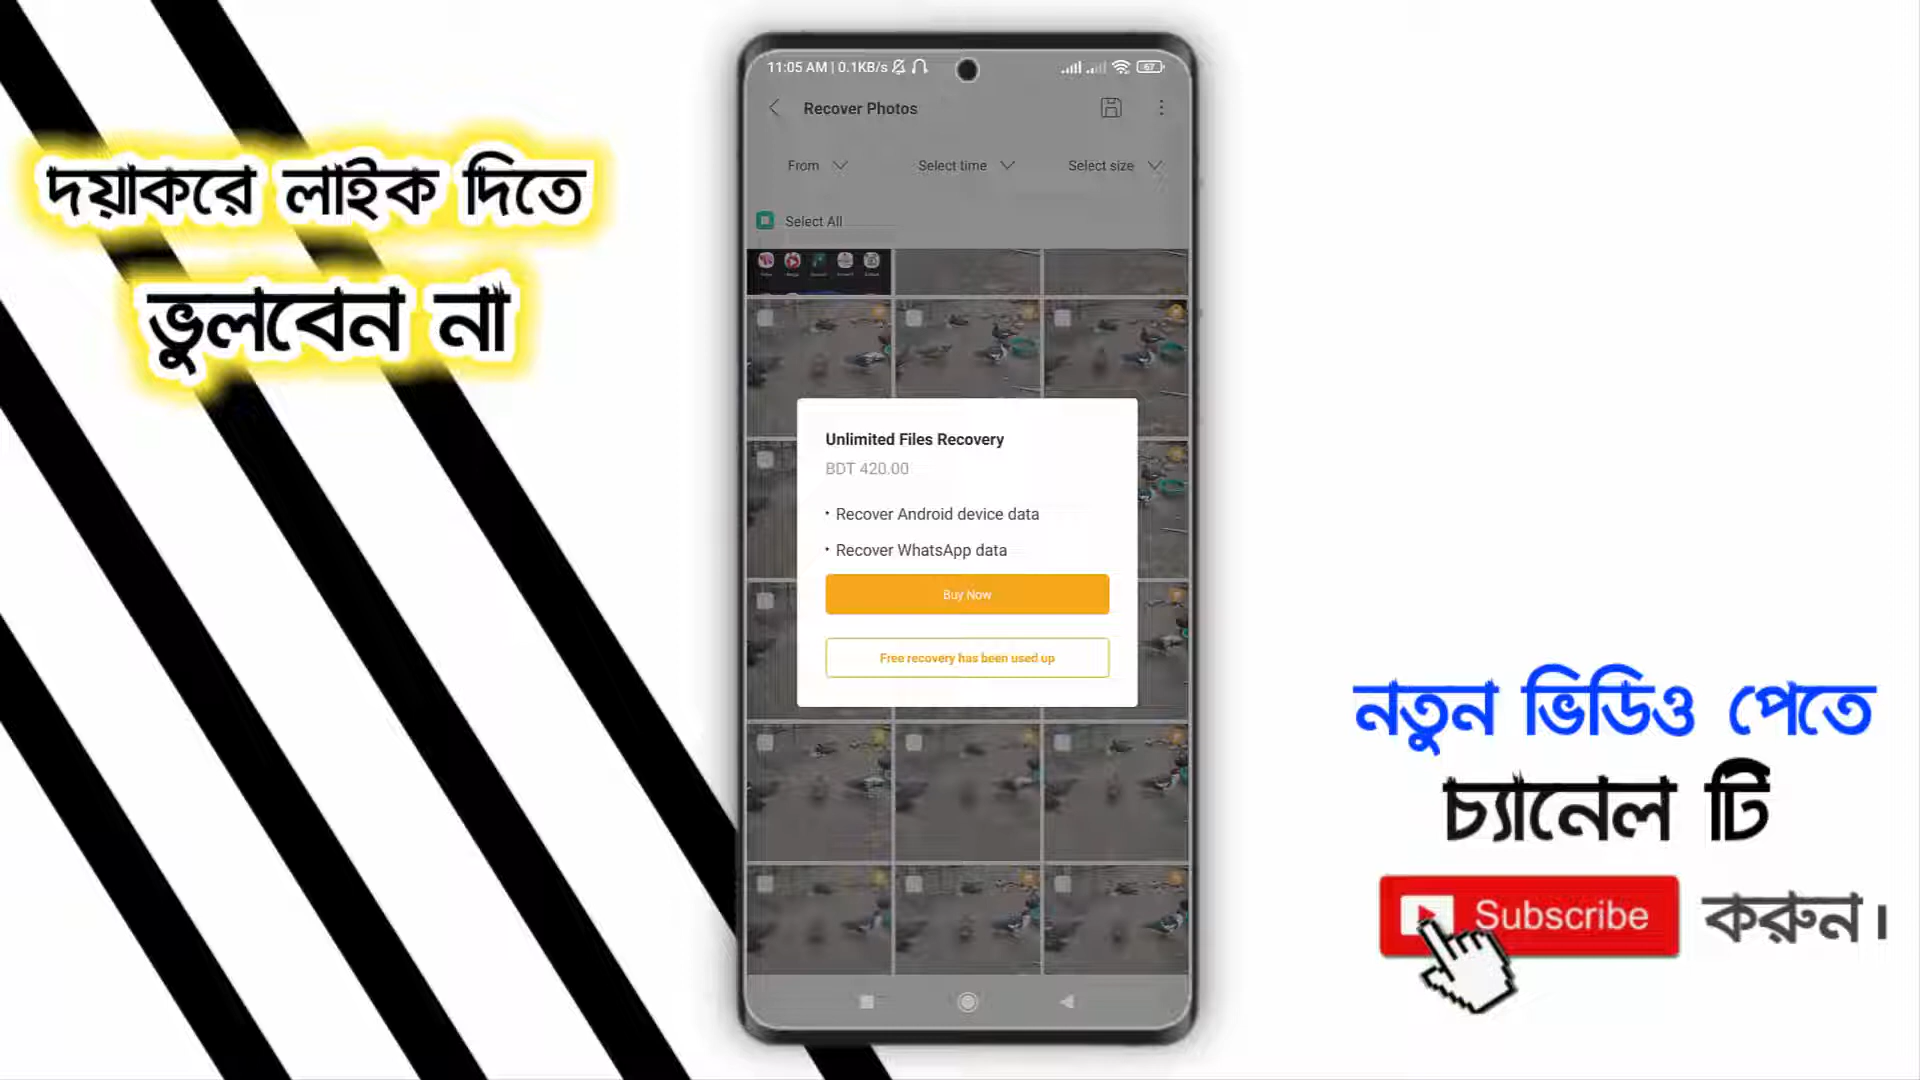 দয়াকরে লাইক দিতে
ভুলবেন না
11:05 AM | 0.1KB/s
67
Recover Photos
From
Select time
Select size
Select All
Unlimited Files Recovery
BDT 420.00
• Recover Android device data
• Recover WhatsApp data
Buy Now
Free recovery has been used up
নতুন ভিডিও পেতে
চ্যানেল টি
Subscribe করুন।